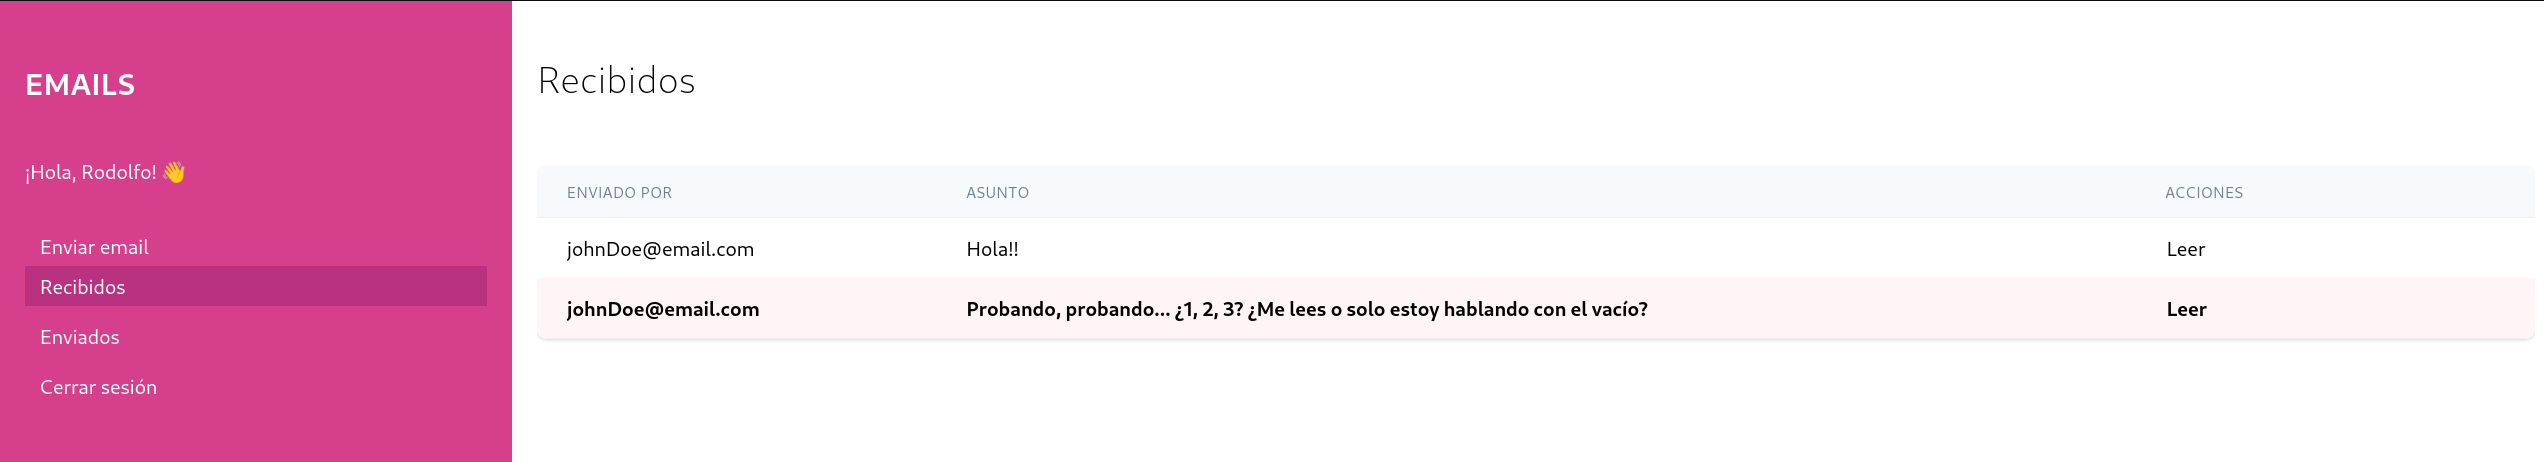 EMAILS
¡Hola, Rodolfo! 👋
Enviar email
Recibidos
Enviados
Cerrar sesión
Recibidos
ENVIADO POR ASUNTO ACCIONES
johnDoe@email.com Hola!! Leer
johnDoe@email.com Probando, probando... ¿1, 2, 3? ¿Me lees o solo estoy hablando con el vacío? Leer